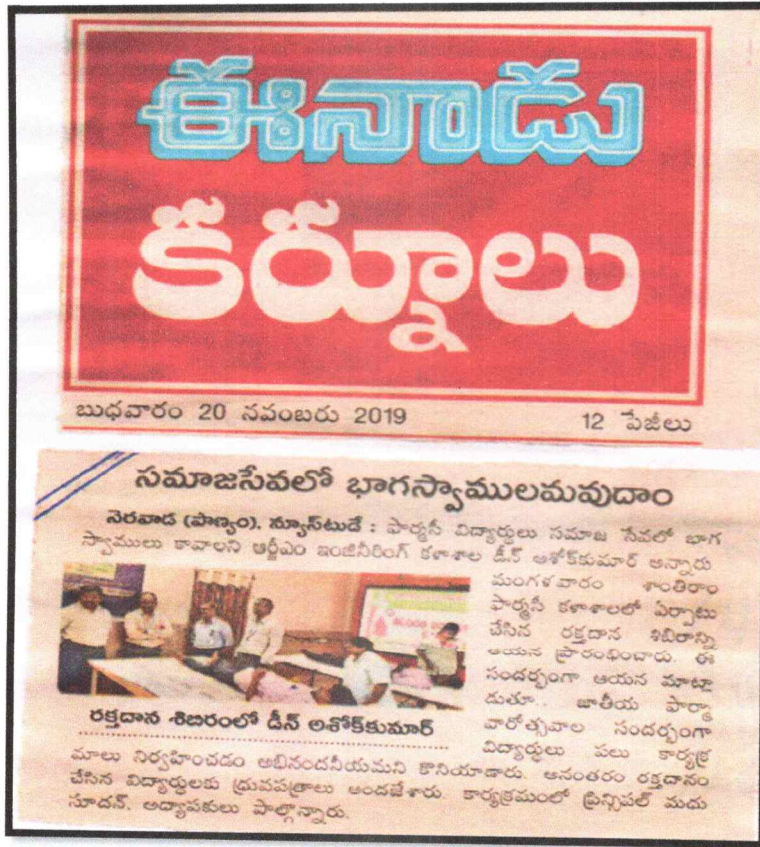 ఈనాడు
కర్నూలు
బుధవారం 20 నవంబరు 2019 12 పేజీలు
సమాజసేవలో భాగస్వాములమవుదాం
నెరవాడ (పాణ్యం), న్యూస్‌టుడే : ఫార్మసీ విద్యార్థులు సమాజ సేవలో భాగ
స్వాములు కావాలని ఆర్జీఎం ఇంజినీరింగ్ కళాశాల డీన్ అశోక్‌కుమార్ అన్నారు
మంగళవారం శాంతిరాం
ఫార్మసీ కళాశాలలో ఏర్పాటు
చేసిన రక్తదాన శిబిరాన్ని
ఆయన ప్రారంభించారు. ఈ
సందర్భంగా ఆయన మాట్లా
డుతూ.. జాతీయ ఫార్మా
వారోత్సవాల సందర్భంగా
విద్యార్థులు పలు కార్యక్ర
BLOOD
రక్తదాన శిబిరంలో డీన్ అశోక్‌కుమార్
మాలు నిర్వహించడం అభినందనీయమని కొనియాడారు. అనంతరం రక్తదానం
చేసిన విద్యార్థులకు ధ్రువపత్రాలు అందజేశారు. కార్యక్రమంలో ప్రిన్సిపల్ మధు
సూదన్, అధ్యాపకులు పాల్గొన్నారు.